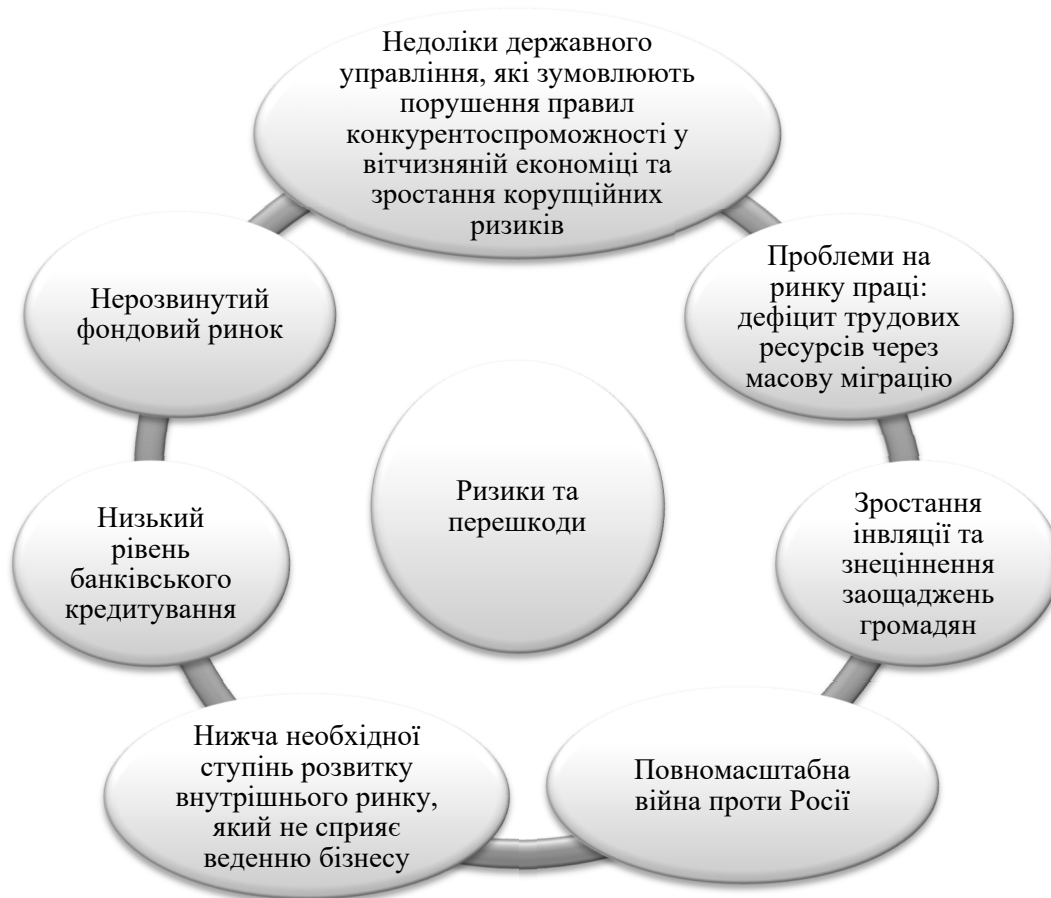 Недоліки державного
управління, які зумовлюють
порушення правил
конкурентоспроможності у
вітчизняній економіці та
зростання корупційних
ризиків
Проблеми на
ринку праці:
дефіцит трудових
ресурсів через
масову міграцію
Зростання
інвляції та
знецінення
заощаджень
громадян
Повномасштабна
війна проти Росії
Нижча необхідної
ступінь розвитку
внутрішнього ринку,
який не сприяє
веденню бізнесу
Низький
рівень
банківського
кредитування
Нерозвинутий
фондовий ринок
Ризики та
перешкоди